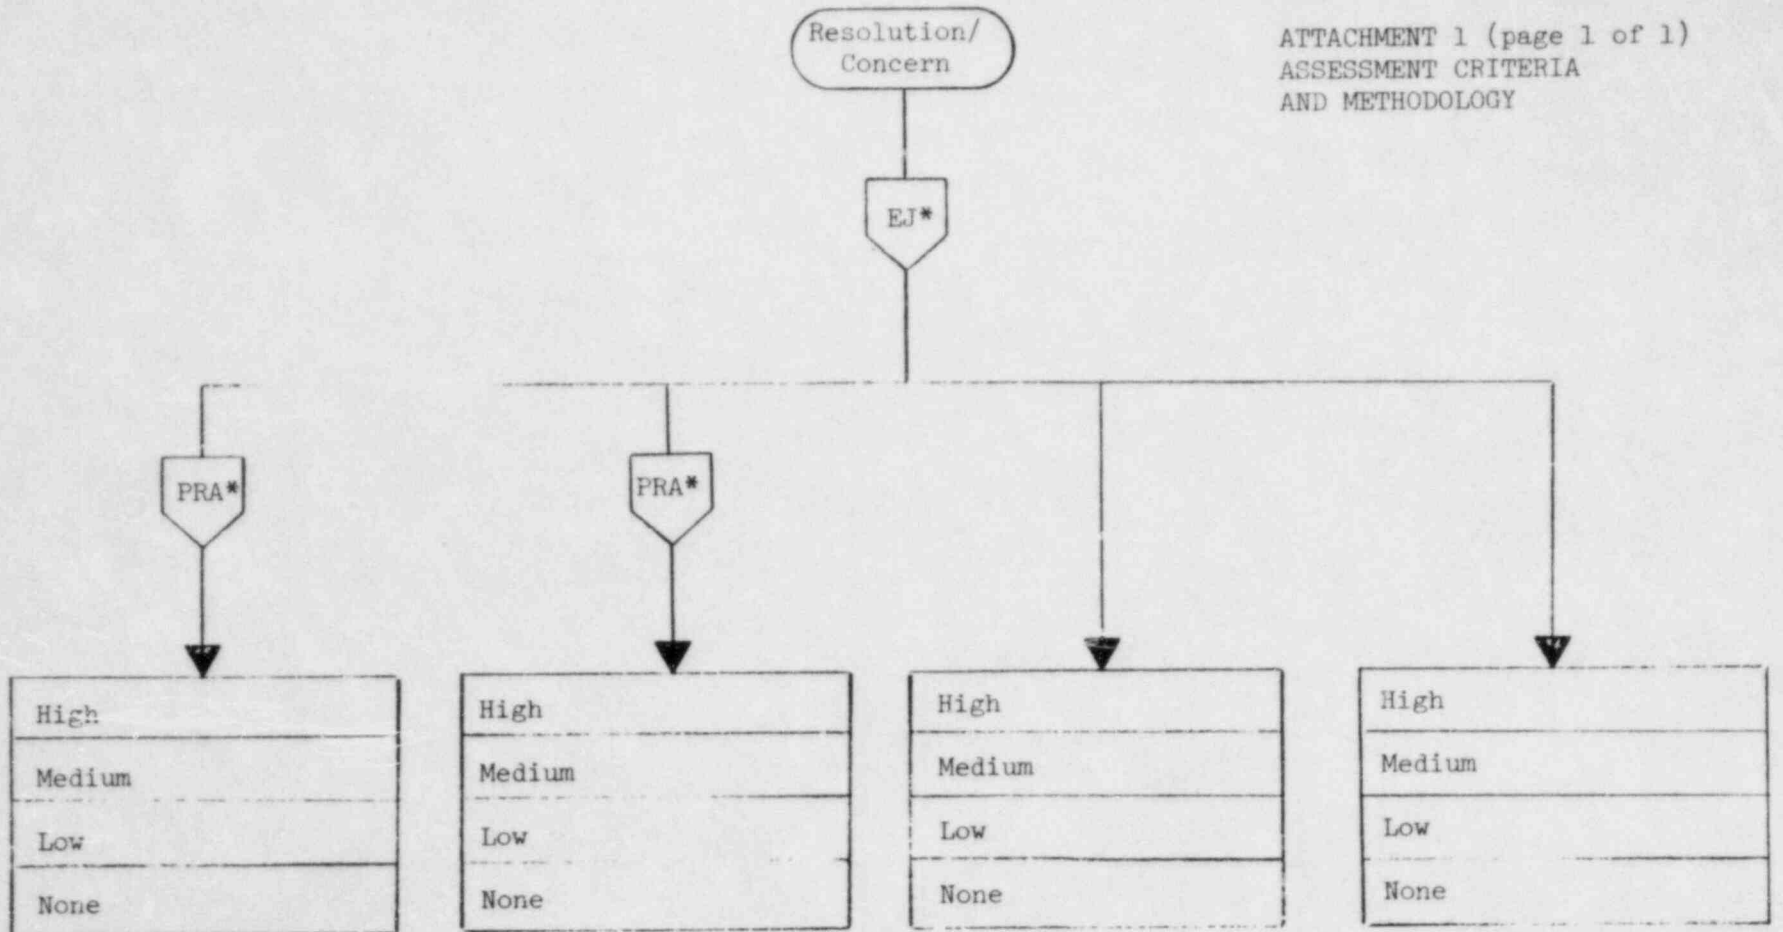 Resolution/
Concern
ATTACHMENT 1 (page 1 of 1)
ASSESSMENT CRITERIA
AND METHODOLOGY
EJ*
PRA*
PRA*
High
Medium
Low
None
High
Medium
Low
None
High
Medium
Low
None
High
Medium
Low
None